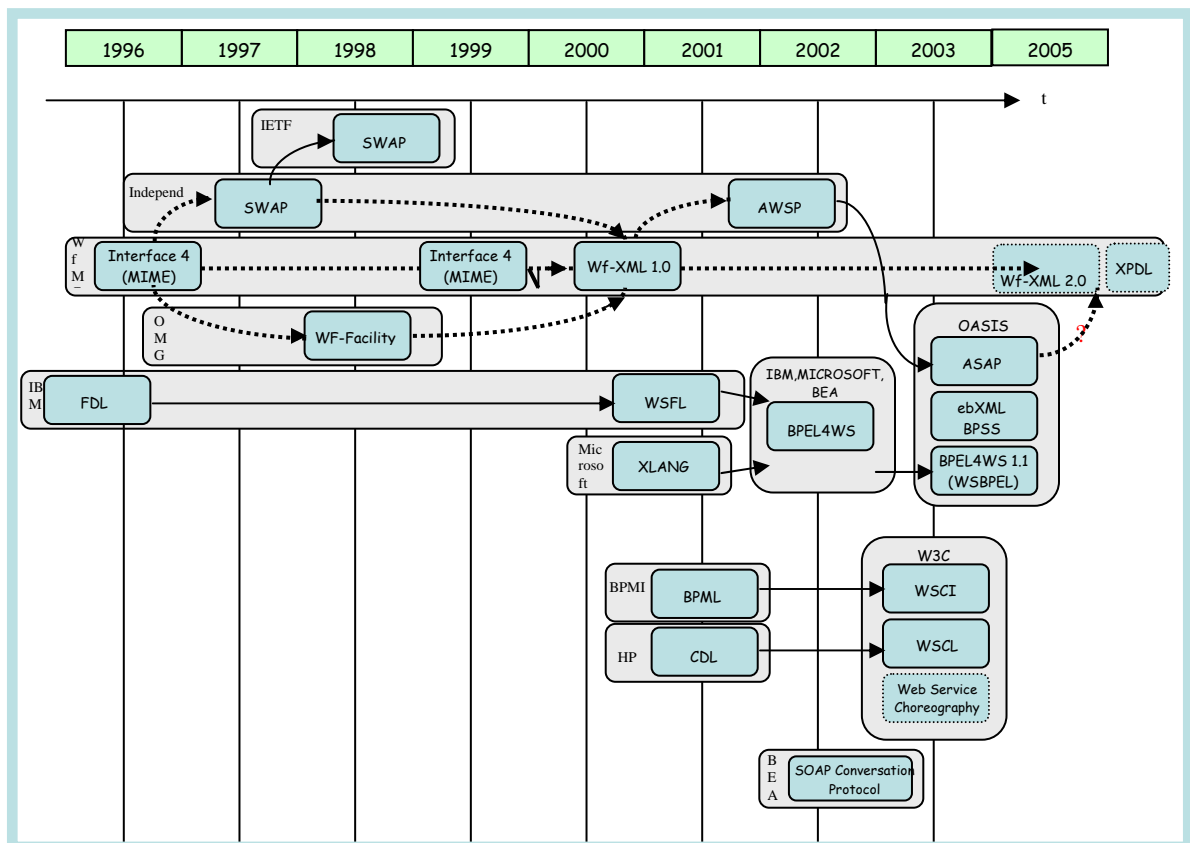 1996 1997 1998 1999 2000 2001 2002 2003 2005
t
IETF
SWAP
Independ
SWAP
AWSP
W
f
M
Interface 4
(MIME)
Interface 4
(MIME)
Wf-XML 1.0
Wf-XML 2.0
XPDL
O
M
G
WF-Facility
OASIS
?
ASAP
ebXML
BPSS
BPEL4WS 1.1
(WSBPEL)
IB
M
FDL
WSFL
IBM,MICROSOFT,
BEA
BPEL4WS
Mic
roso
ft
XLANG
W3C
BPMI
BPML
WSCI
HP
CDL
WSCL
Web Service
Choreography
B
E
A
SOAP Conversation
Protocol